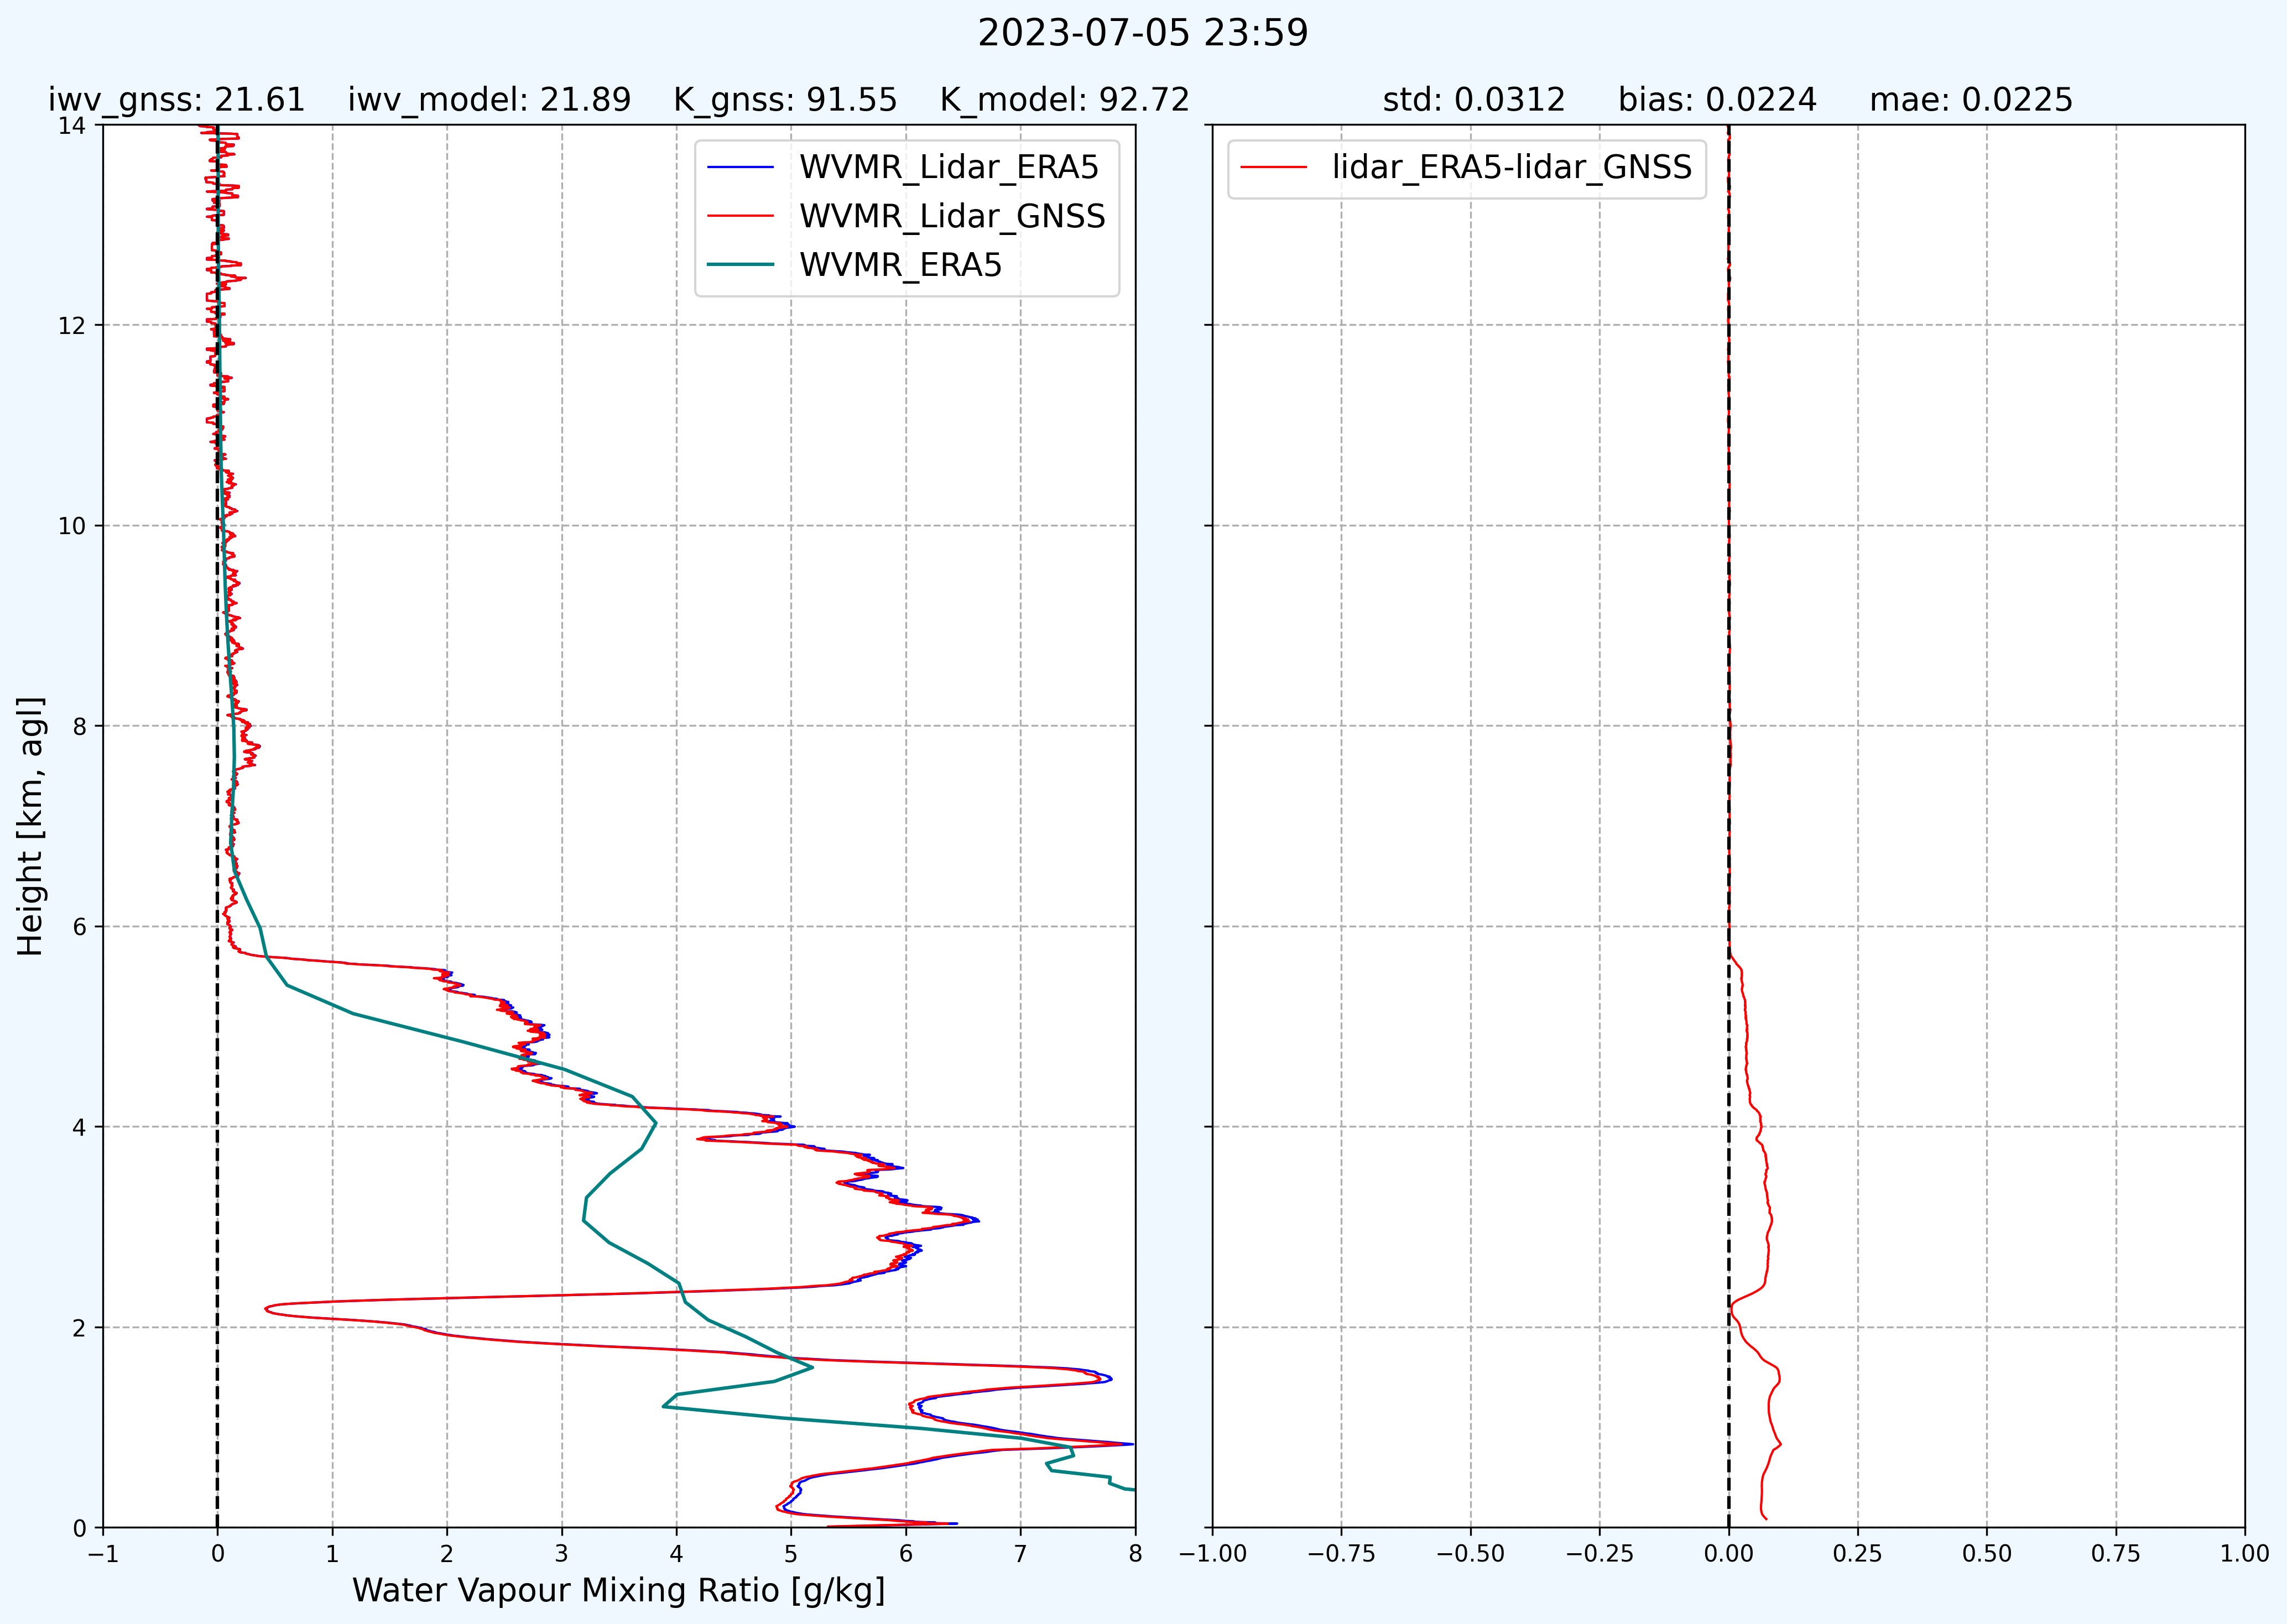 2023-07-05 23:59
iwv_gnss: 21.61 iwv_model: 21.89 K_gnss: 91.55 K_model: 92.72
std: 0.0312 bias: 0.0224 mae: 0.0225
WVMR_Lidar_ERA5
WVMR_Lidar_GNSS
WVMR_ERA5
lidar_ERA5-lidar_GNSS
Height [km, agl]
14
12
10
8
6
4
2
0
−1 0 1 2 3 4 5 6 7 8
Water Vapour Mixing Ratio [g/kg]
−1.00 −0.75 −0.50 −0.25 0.00 0.25 0.50 0.75 1.00